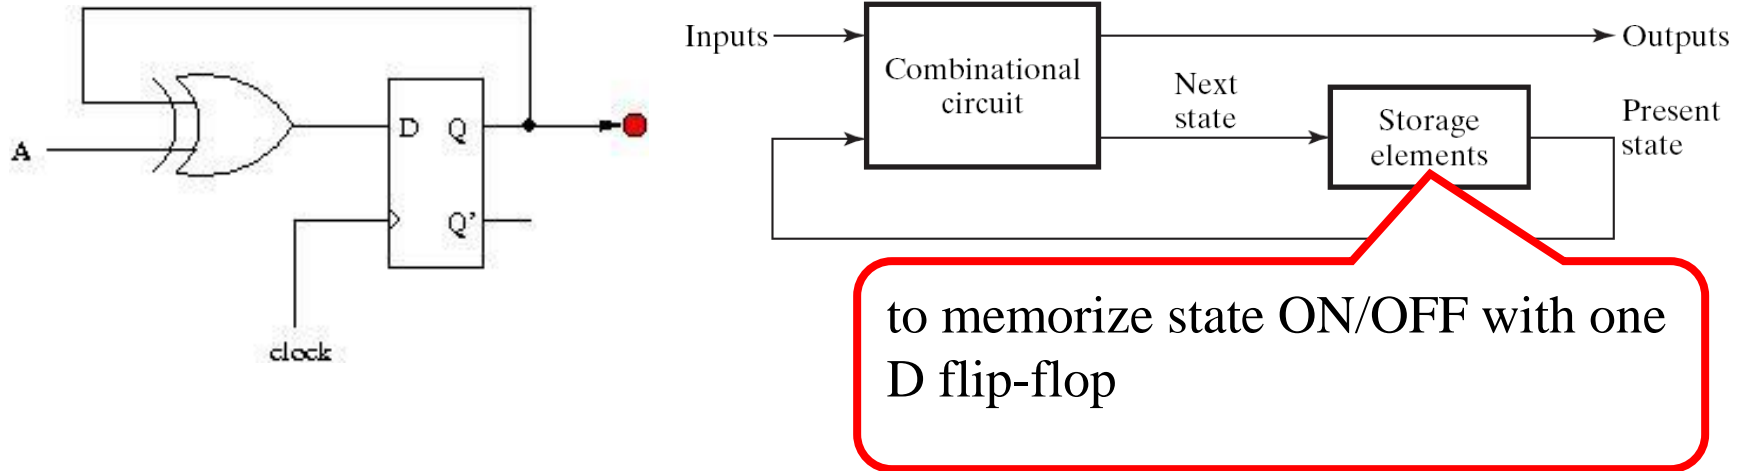 A
D
Q
Q’
clock
Inputs
Combinational
circuit
Outputs
Next
state
Storage
elements
Present
state
to memorize state ON/OFF with one
D flip-flop